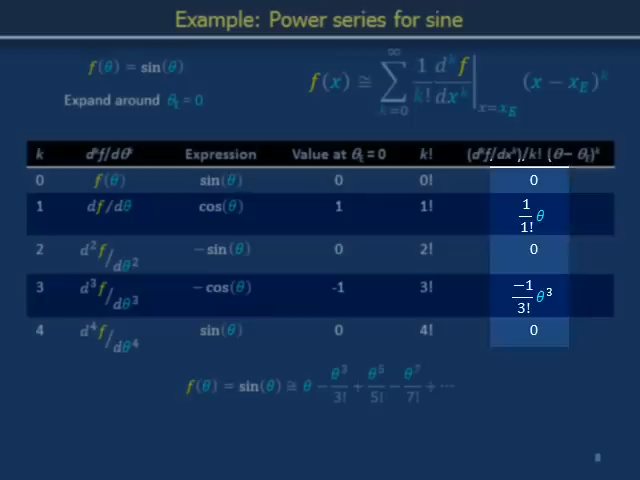 Example: Power series for sine
f(θ) = sin(θ)
Expand around θ_E = 0
f(x) ≅ ∑_{k=0}^{∞} 1/k! d^k f/dx^k |_{x=x_E} (x − x_E)^k
k d^k f/dθ^k Expression Value at θ_E = 0 k! (d^k f/dx^k)/k! (θ− θ_E)^k
0 f(θ) sin(θ) 0 0! 0
1 df/dθ cos(θ) 1 1! 1/1! θ
2 d²f/dθ² −sin(θ) 0 2! 0
3 d³f/dθ³ −cos(θ) -1 3! −1/3! θ³
4 d⁴f/dθ⁴ sin(θ) 0 4! 0
f(θ) = sin(θ) ≅ θ − θ³/3! + θ⁵/5! − θ⁷/7! + ⋯
8